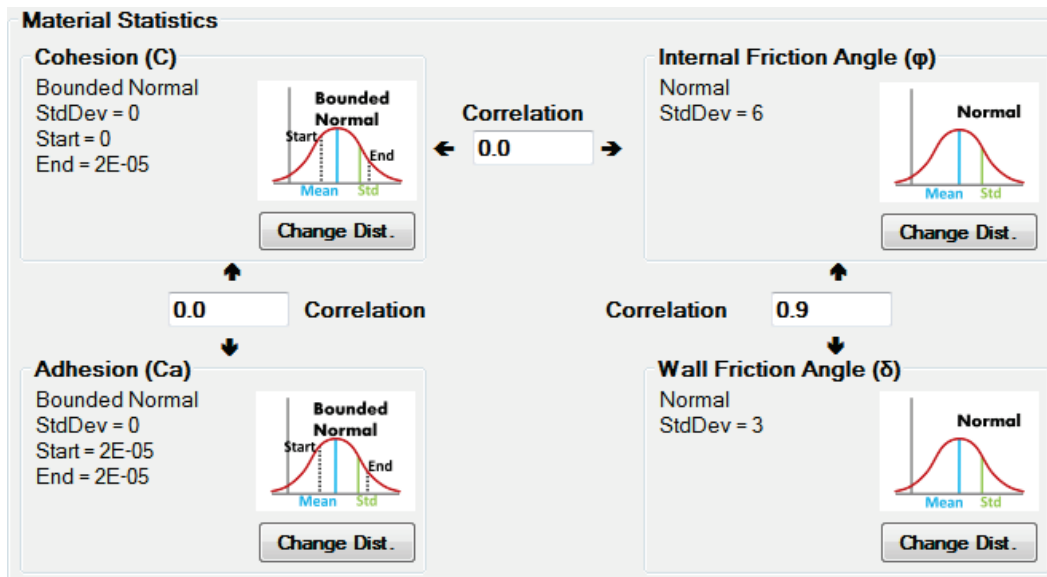 Material Statistics
Cohesion (C)
Bounded Normal
StdDev = 0
Start = 0
End = 2E-05
Bounded
Normal
Start
End
Mean Std
Change Dist.
Correlation
0.0
Internal Friction Angle (φ)
Normal
StdDev = 6
Normal
Mean Std
Change Dist.
0.0 Correlation
Correlation 0.9
Adhesion (Ca)
Bounded Normal
StdDev = 0
Start = 2E-05
End = 2E-05
Bounded
Normal
Start
End
Mean Std
Change Dist.
Wall Friction Angle (δ)
Normal
StdDev = 3
Normal
Mean Std
Change Dist.